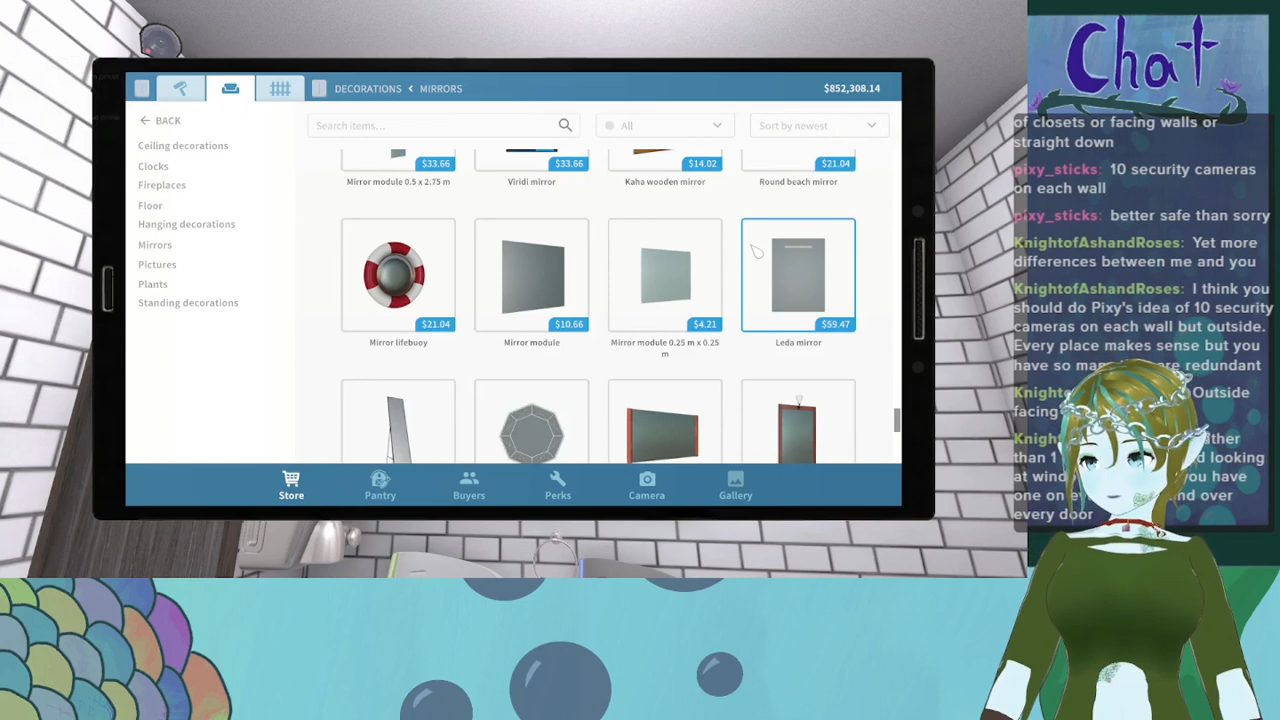 Chat
DECORATIONS < MIRRORS
$852,308.14
BACK
Search items...
All
Sort by newest
Ceiling decorations
Clocks
Fireplaces
Floor
Hanging decorations
Mirrors
Pictures
Plants
Standing decorations
$33.66
$33.66
$14.02
$21.04
Mirror module 0.5 x 2.75 m
Viridi mirror
Kaha wooden mirror
Round beach mirror
$21.04
$10.66
$4.21
$59.47
Mirror lifebuoy
Mirror module
Mirror module 0.25 m x 0.25
m
Leda mirror
Store
Pantry
Buyers
Perks
Camera
Gallery
of closets or facing walls or
straight down
pixy_sticks: 10 security cameras
on each wall
pixy_sticks: better safe than sorry
KnightofAshandRoses: Yet more
differences between me and you
KnightofAshandRoses: I think you
should do Pixy's idea of 10 security
cameras on each wall but outside.
Every place makes sense but you
have so ma re redundant
Knight Outside
facing
Knigh ther
than 1 d looking
at wind you have
one on e nd over
every door